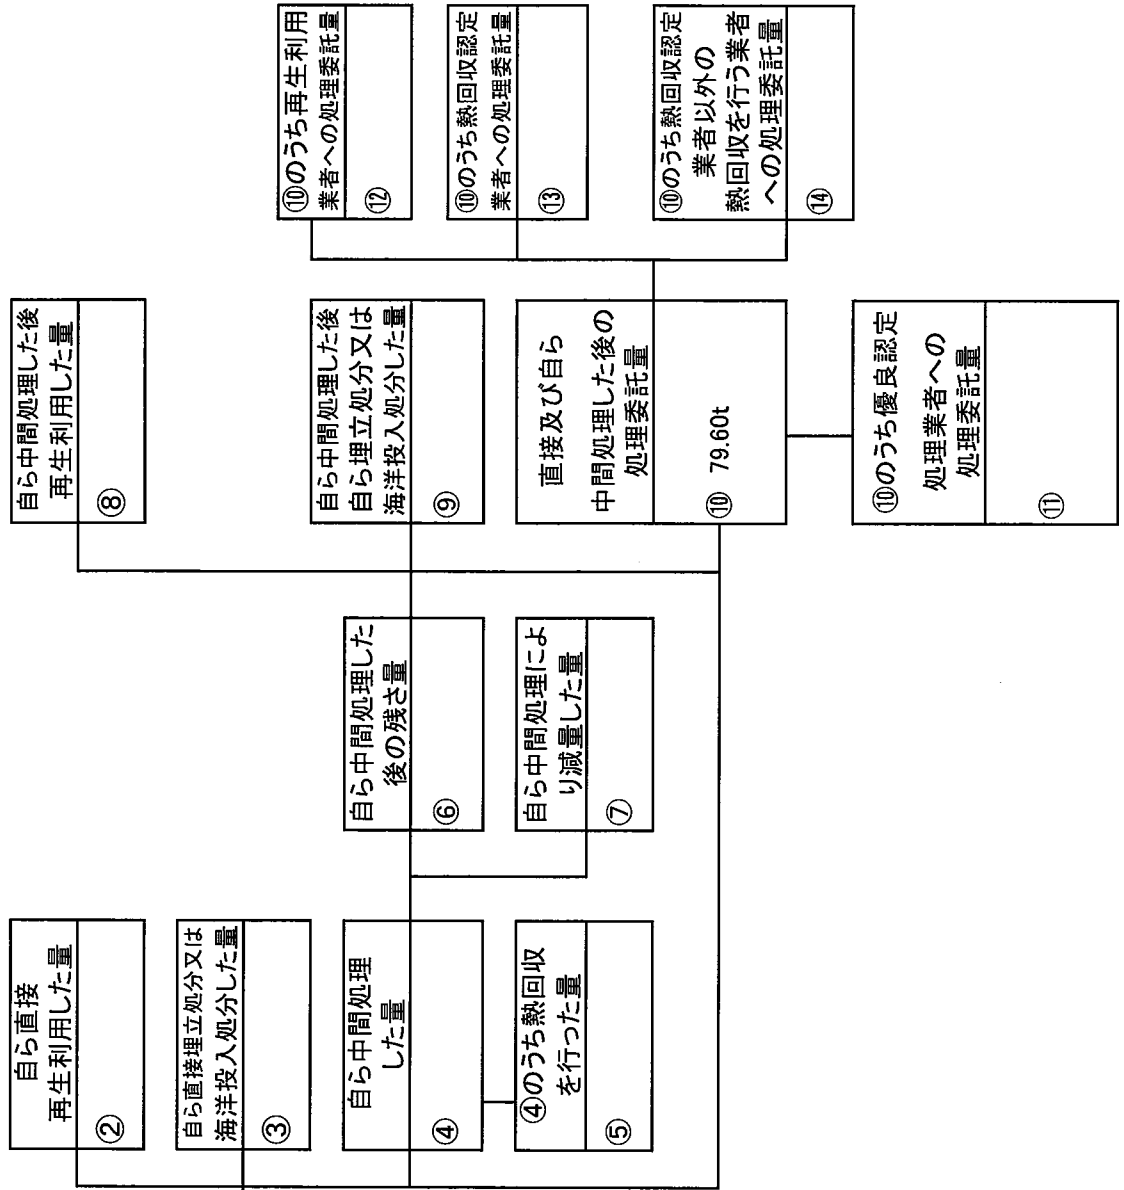 自ら直接
再生利用した量
②
自ら直接埋立処分又は
海洋投入処分した量
③
自ら中間処理
した量
④
④のうち熱回収
を行った量
⑤
自ら中間処理した
後の残さ量
⑥
自ら中間処理によ
り減量した量
⑦
自ら中間処理した後
再生利用した量
⑧
自ら中間処理した後
自ら埋立処分又は
海洋投入処分した量
⑨
直接及び自ら
中間処理した後の
処理委託量
⑩ 79.60t
⑩のうち優良認定
処理業者への
処理委託量
⑪
⑩のうち再生利用
業者への処理委託量
⑫
⑩のうち熱回収認定
業者への処理委託量
⑬
⑩のうち熱回収認定
業者以外の
熱回収を行う業者
への処理委託量
⑭